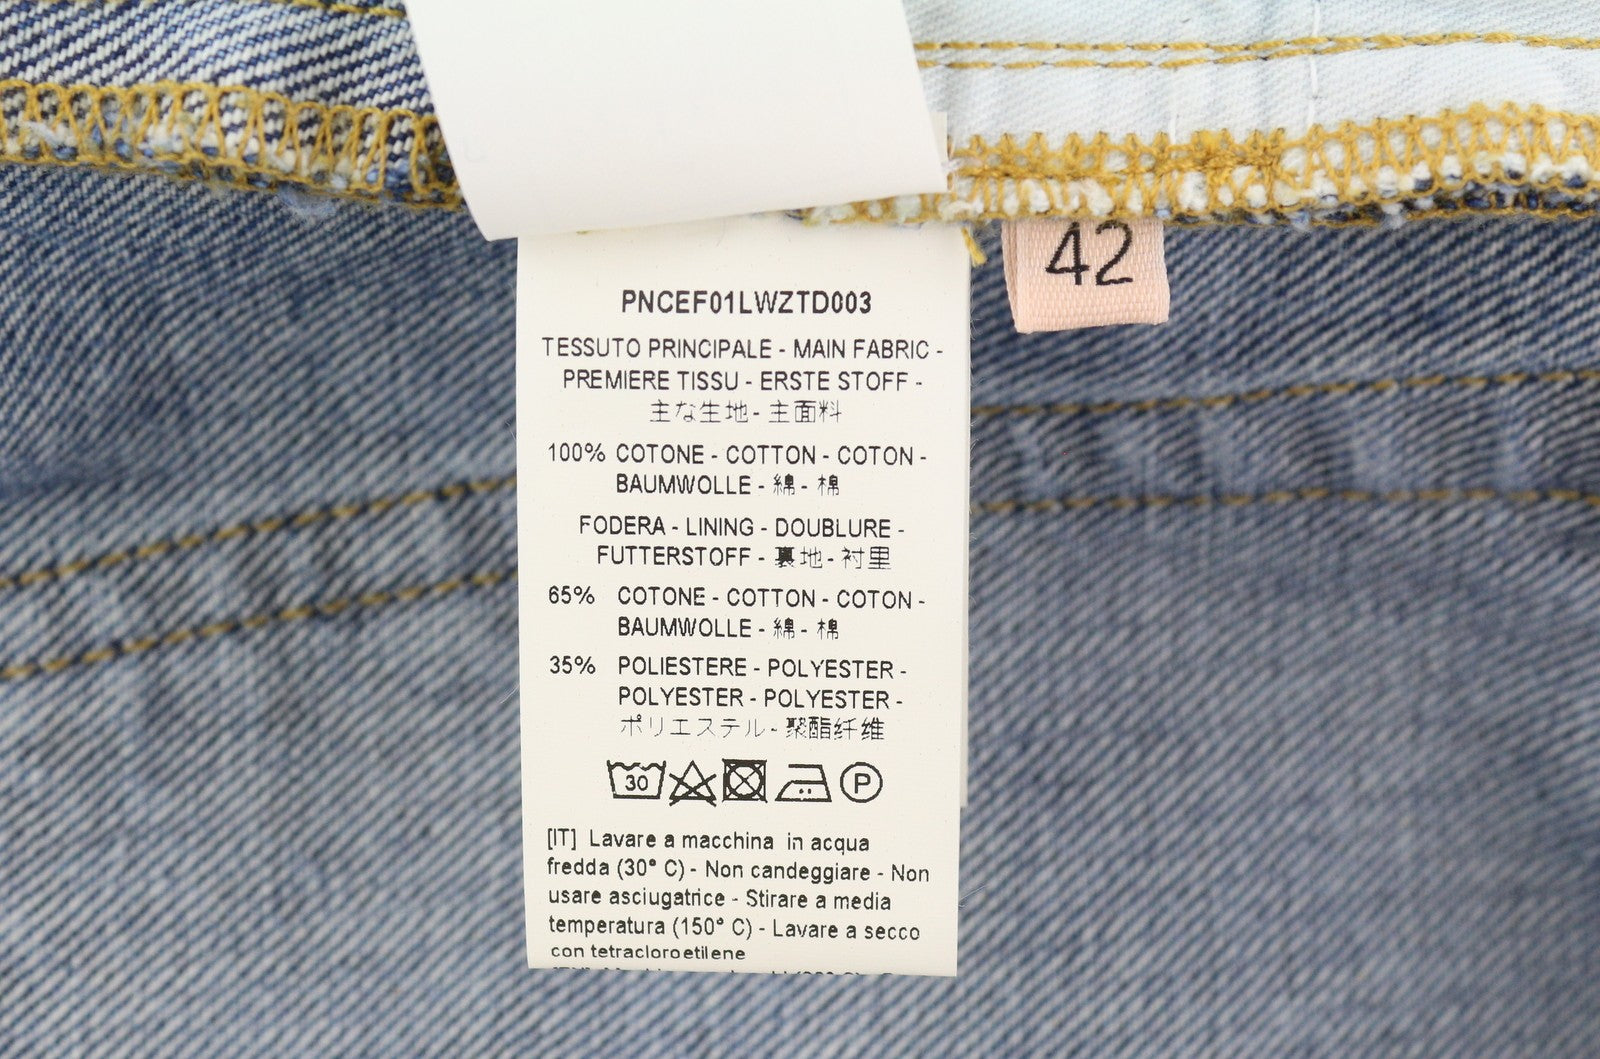 42
PNCEF01LWZTD003
TESSUTO PRINCIPALE - MAIN FABRIC -
PREMIERE TISSU - ERSTE STOFF -
主な生地 - 主面料
100% COTONE - COTTON - COTON -
BAUMWOLLE - 綿 - 棉
FODERA - LINING - DOUBLURE -
FUTTERSTOFF - 裏地 - 衬里
65% COTONE - COTTON - COTON -
BAUMWOLLE - 綿 - 棉
35% POLIESTERE - POLYESTER -
POLYESTER - POLYESTER -
ポリエステル - 聚酯纤维
30 P
[IT] Lavare a macchina in acqua
fredda (30° C) - Non candeggiare - Non
usare asciugatrice - Stirare a media
temperatura (150° C) - Lavare a secco
con tetracloroetilene